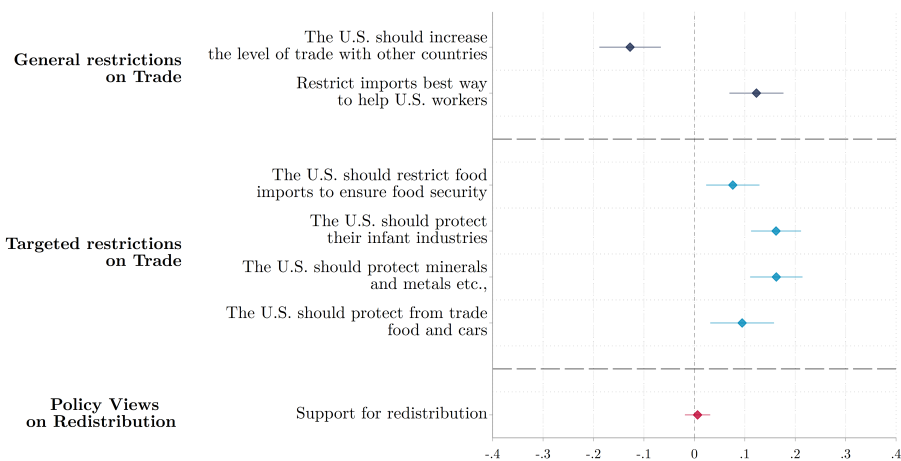 General restrictions
on Trade
The U.S. should increase
the level of trade with other countries
Restrict imports best way
to help U.S. workers
Targeted restrictions
on Trade
The U.S. should restrict food
imports to ensure food security
The U.S. should protect
their infant industries
The U.S. should protect minerals
and metals etc.,
The U.S. should protect from trade
food and cars
Policy Views
on Redistribution
Support for redistribution
-.4 -.3 -.2 -.1 0 .1 .2 .3 .4